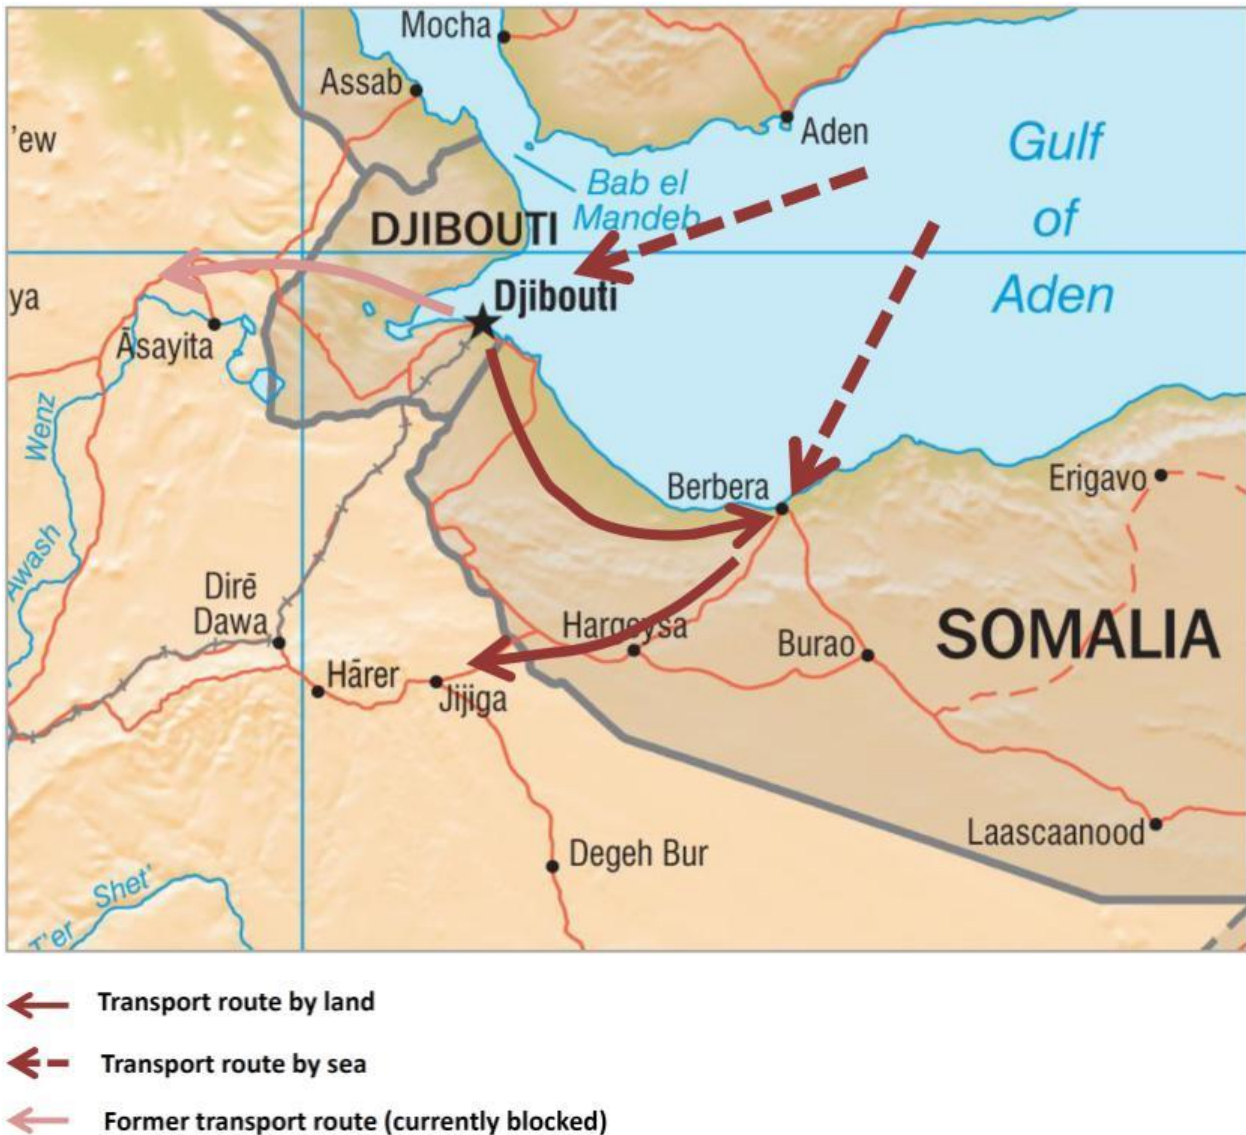 Mocha
Assab
Aden
'ew
Gulf
of
Aden
Bab el
Mandeb
DJIBOUTI
Djibouti
ya
Āsayita
Wenz
Awash
Berbera
Erigavo
Dirē
Dawa
Hargeysa
Burao
SOMALIA
Hārer
Jijiga
Degeh Bur
Laascaanood
T'er Shet'
Transport route by land
Transport route by sea
Former transport route (currently blocked)